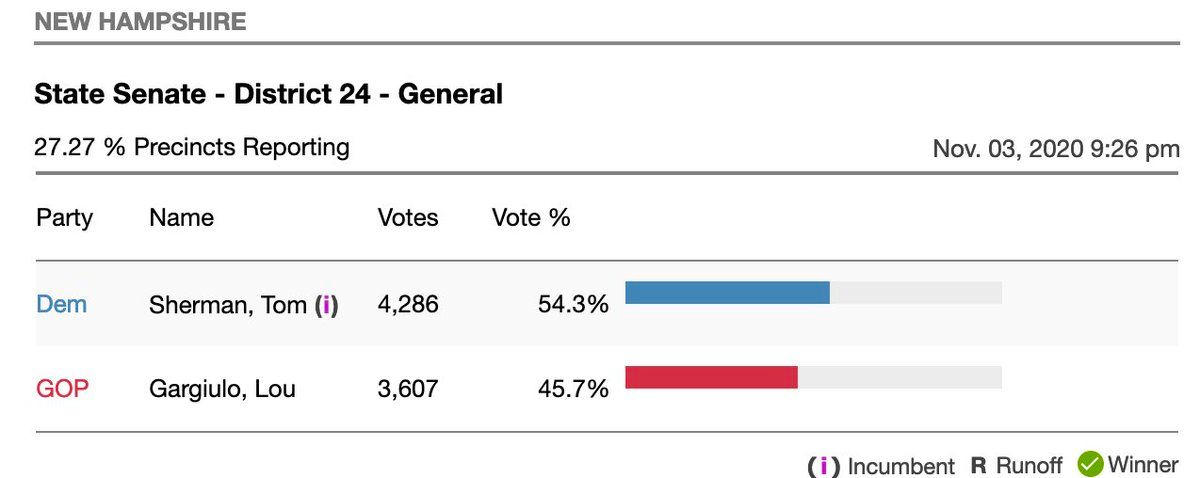 NEW HAMPSHIRE
State Senate - District 24 - General
27.27 % Precincts Reporting Nov. 03, 2020 9:26 pm
Party Name Votes Vote %
Dem Sherman, Tom (i) 4,286 54.3%
GOP Gargiulo, Lou 3,607 45.7%
(i) Incumbent R Runoff Winner